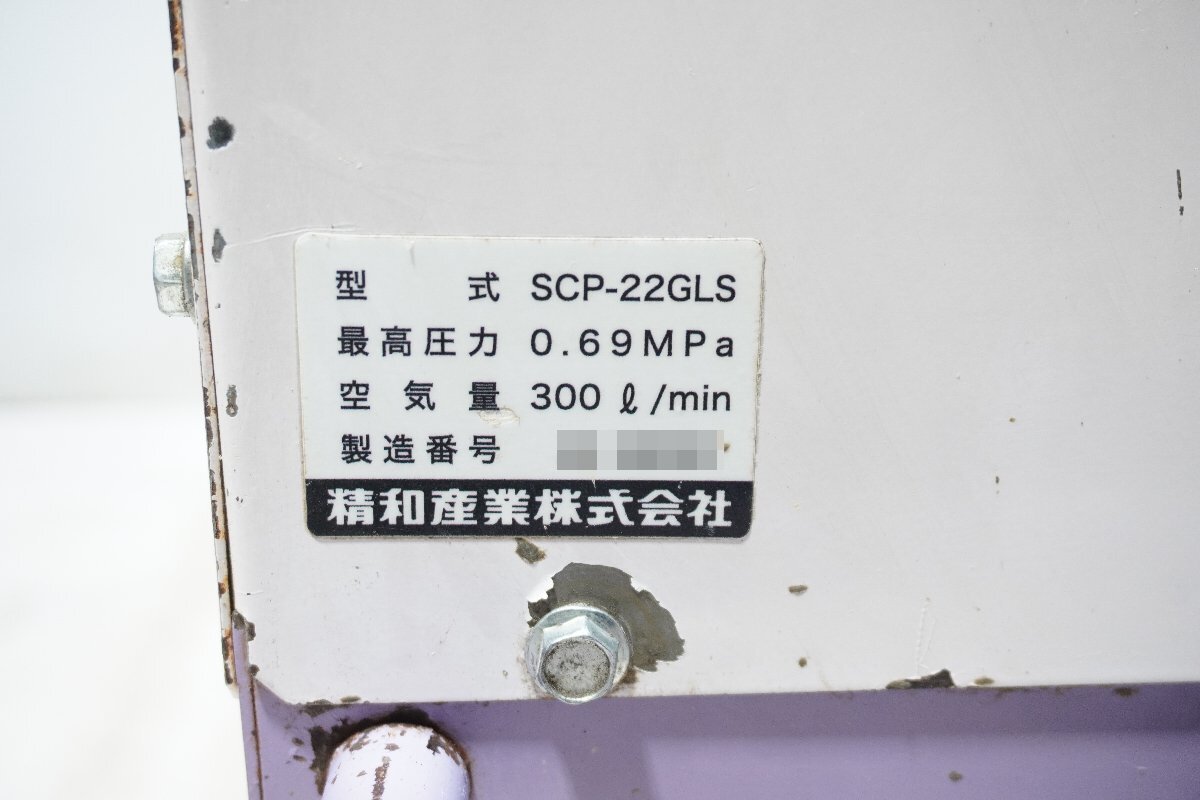 型式 SCP-22GLS
最高圧力 0.69MPa
空気量 300ℓ/min
製造番号
精和産業株式会社